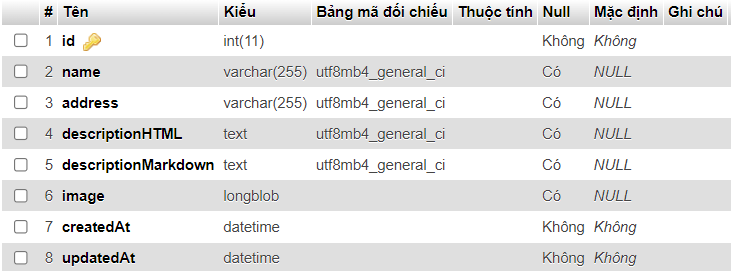 # Tên Kiểu Bảng mã đối chiếu Thuộc tính Null Mặc định Ghi chú
1 id int(11) Không Không
2 name varchar(255) utf8mb4_general_ci Có NULL
3 address varchar(255) utf8mb4_general_ci Có NULL
4 descriptionHTML text utf8mb4_general_ci Có NULL
5 descriptionMarkdown text utf8mb4_general_ci Có NULL
6 image longblob Có NULL
7 createdAt datetime Không Không
8 updatedAt datetime Không Không